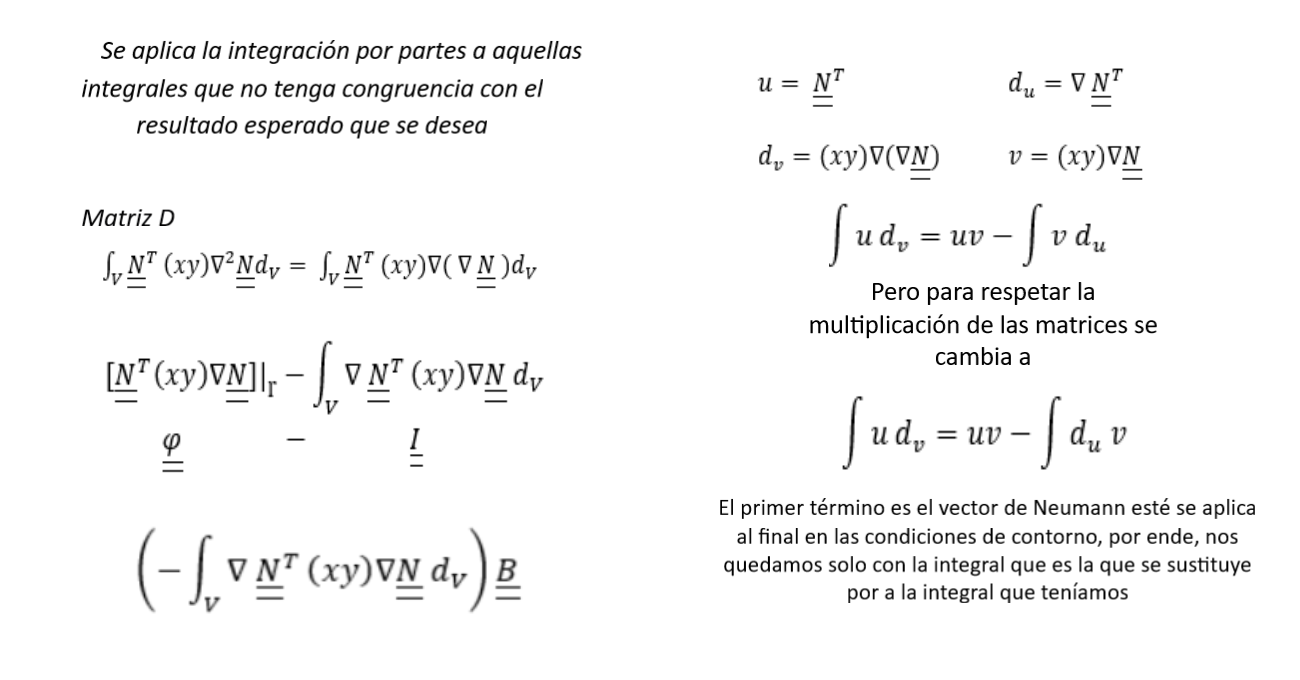 Se aplica la integración por partes a aquellas
integrales que no tenga congruencia con el
resultado esperado que se desea
Matriz D
∫_V N^T (xy)∇²N d_V = ∫_V N^T (xy)∇( ∇ N )d_V
[N^T (xy)∇N]|_Γ − ∫_V ∇ N^T (xy)∇N d_V
φ − I
(− ∫_V ∇ N^T (xy)∇N d_V) B
u = N^T d_u = ∇ N^T
d_v = (xy)∇(∇N) v = (xy)∇N
∫ u d_v = uv − ∫ v d_u
Pero para respetar la
multiplicación de las matrices se
cambia a
∫ u d_v = uv − ∫ d_u v
El primer término es el vector de Neumann esté se aplica
al final en las condiciones de contorno, por ende, nos
quedamos solo con la integral que es la que se sustituye
por a la integral que teníamos